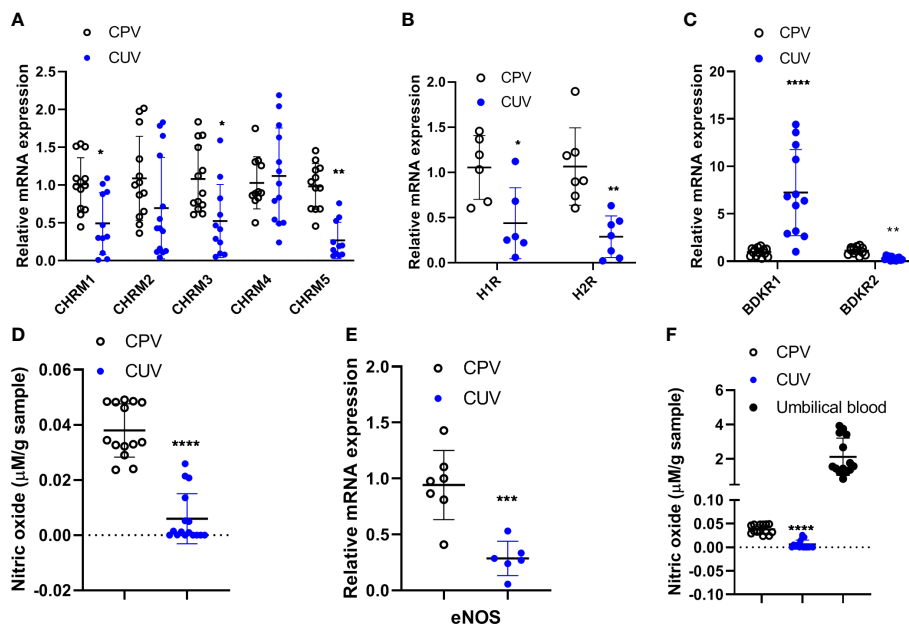 A
CPV
CUV
Relative mRNA expression
2.5
2.0
1.5
1.0
0.5
0.0
*
*
**
CHRM1
CHRM2
CHRM3
CHRM4
CHRM5
B
CPV
CUV
Relative mRNA expression
2.0
1.5
1.0
0.5
0.0
*
**
H1R
H2R
C
CPV
CUV
Relative mRNA expression
20
15
10
5
0
****
**
BDKR1
BDKR2
D
CPV
CUV
Nitric oxide (μM/g sample)
0.06
0.04
0.02
0.00
-0.02
****
E
CPV
CUV
Relative mRNA expression
2.0
1.5
1.0
0.5
0.0
***
eNOS
F
CPV
CUV
Umbilical blood
Nitric oxide (μM/g sample)
6
4
2
0.10
0.05
0.00
-0.05
-0.10
****